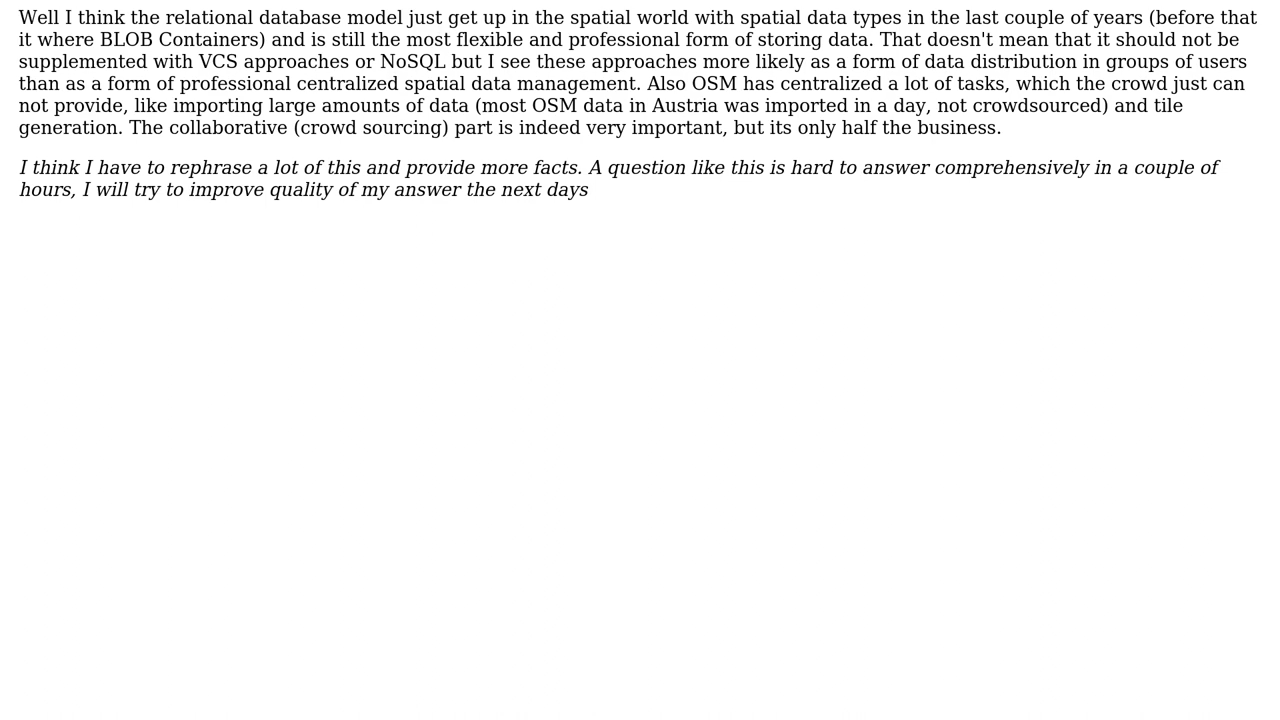 Well I think the relational database model just get up in the spatial world with spatial data types in the last couple of years (before that
it where BLOB Containers) and is still the most flexible and professional form of storing data. That doesn't mean that it should not be
supplemented with VCS approaches or NoSQL but I see these approaches more likely as a form of data distribution in groups of users
than as a form of professional centralized spatial data management. Also OSM has centralized a lot of tasks, which the crowd just can
not provide, like importing large amounts of data (most OSM data in Austria was imported in a day, not crowdsourced) and tile
generation. The collaborative (crowd sourcing) part is indeed very important, but its only half the business.
I think I have to rephrase a lot of this and provide more facts. A question like this is hard to answer comprehensively in a couple of
hours, I will try to improve quality of my answer the next days